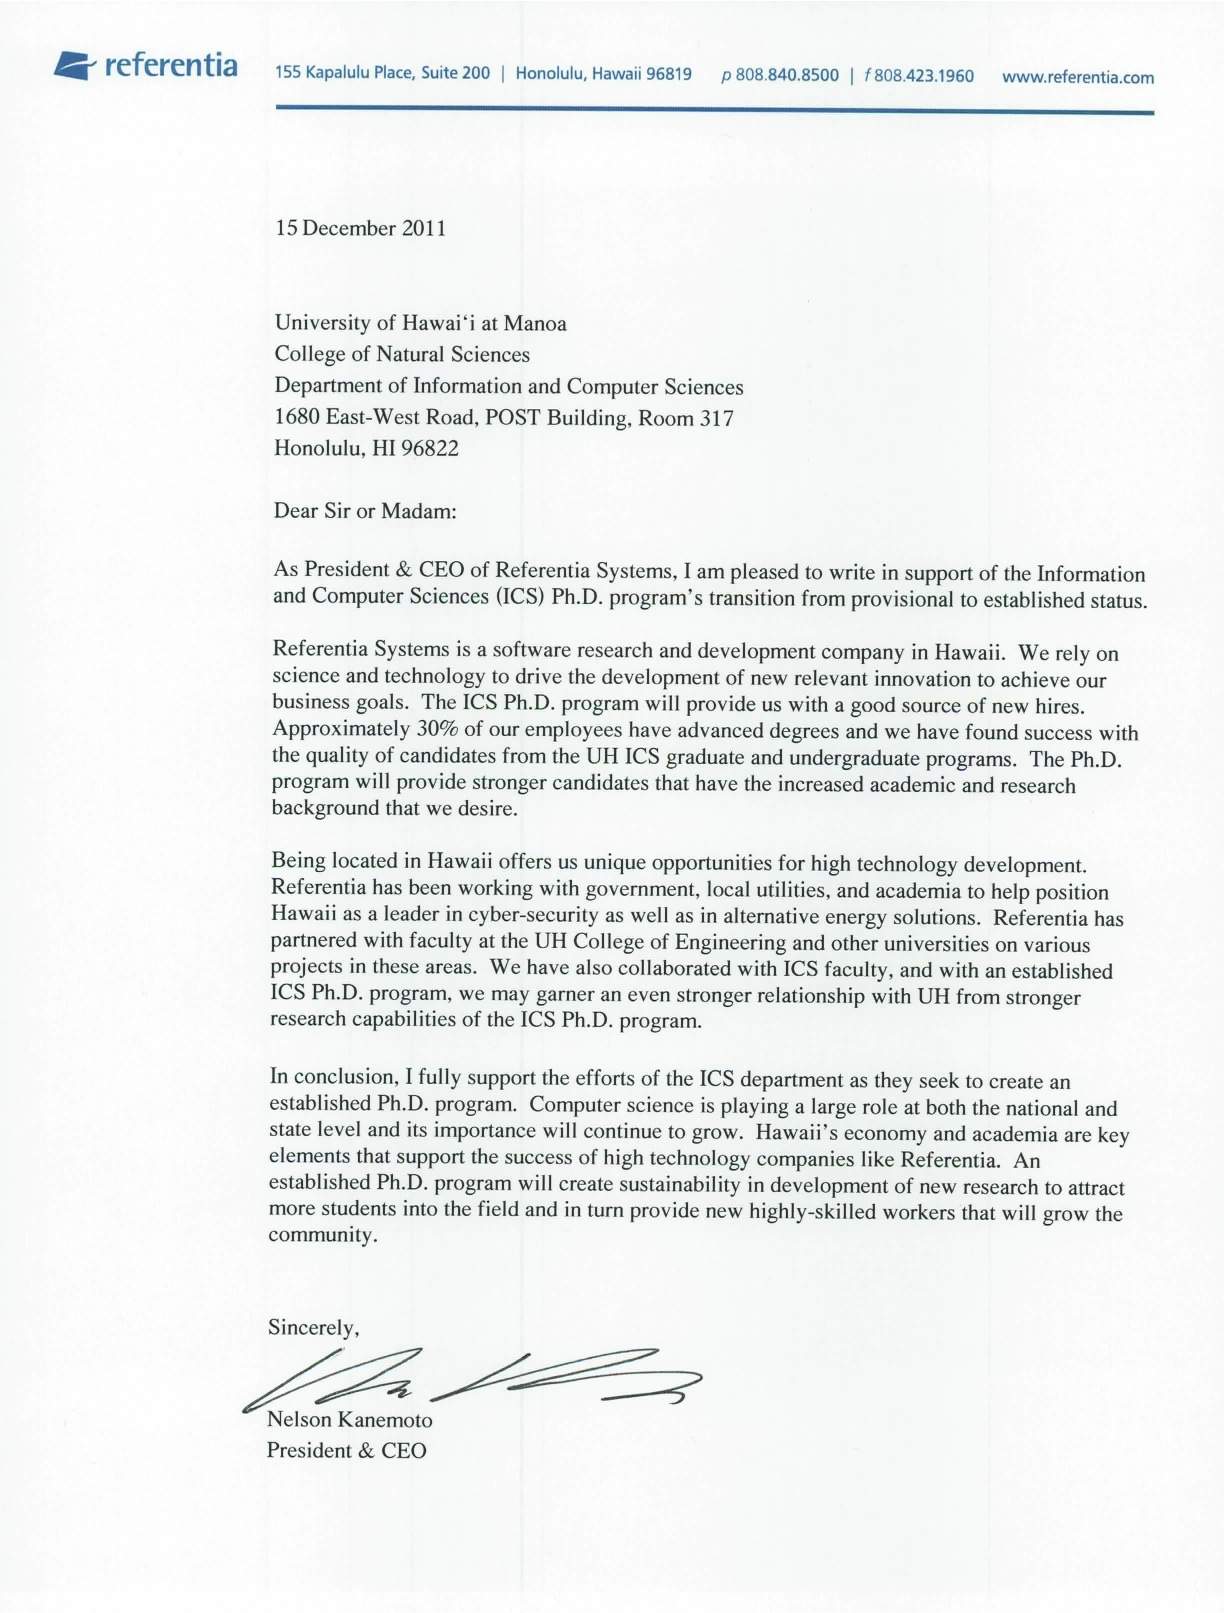 referentia
155 Kapalulu Place, Suite 200 | Honolulu, Hawaii 96819 p 808.840.8500 | f 808.423.1960 www.referentia.com
15 December 2011
University of Hawai‘i at Manoa
College of Natural Sciences
Department of Information and Computer Sciences
1680 East-West Road, POST Building, Room 317
Honolulu, HI 96822
Dear Sir or Madam:
As President & CEO of Referentia Systems, I am pleased to write in support of the Information
and Computer Sciences (ICS) Ph.D. program’s transition from provisional to established status.
Referentia Systems is a software research and development company in Hawaii. We rely on
science and technology to drive the development of new relevant innovation to achieve our
business goals. The ICS Ph.D. program will provide us with a good source of new hires.
Approximately 30% of our employees have advanced degrees and we have found success with
the quality of candidates from the UH ICS graduate and undergraduate programs. The Ph.D.
program will provide stronger candidates that have the increased academic and research
background that we desire.
Being located in Hawaii offers us unique opportunities for high technology development.
Referentia has been working with government, local utilities, and academia to help position
Hawaii as a leader in cyber-security as well as in alternative energy solutions. Referentia has
partnered with faculty at the UH College of Engineering and other universities on various
projects in these areas. We have also collaborated with ICS faculty, and with an established
ICS Ph.D. program, we may garner an even stronger relationship with UH from stronger
research capabilities of the ICS Ph.D. program.
In conclusion, I fully support the efforts of the ICS department as they seek to create an
established Ph.D. program. Computer science is playing a large role at both the national and
state level and its importance will continue to grow. Hawaii’s economy and academia are key
elements that support the success of high technology companies like Referentia. An
established Ph.D. program will create sustainability in development of new research to attract
more students into the field and in turn provide new highly-skilled workers that will grow the
community.
Sincerely,
Nelson Kanemoto
President & CEO